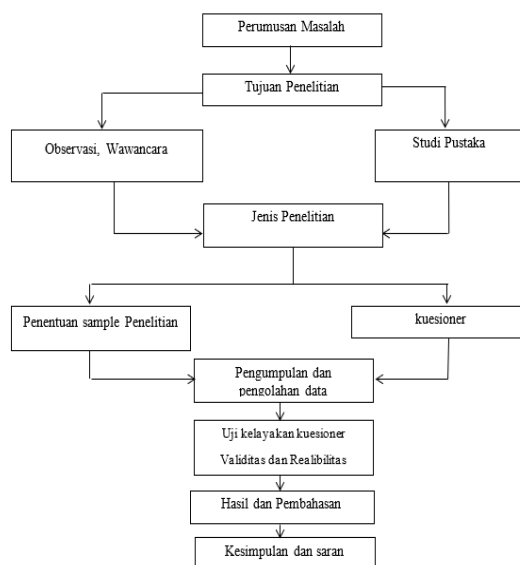 Perumusan Masalah
Tujuan Penelitian
Observasi, Wawancara
Studi Pustaka
Jenis Penelitian
Penentuan sample Penelitian
kuesioner
Pengumpulan dan
pengolahan data
Uji kelayakan kuesioner
Validitas dan Realibilitas
Hasil dan Pembahasan
Kesimpulan dan saran